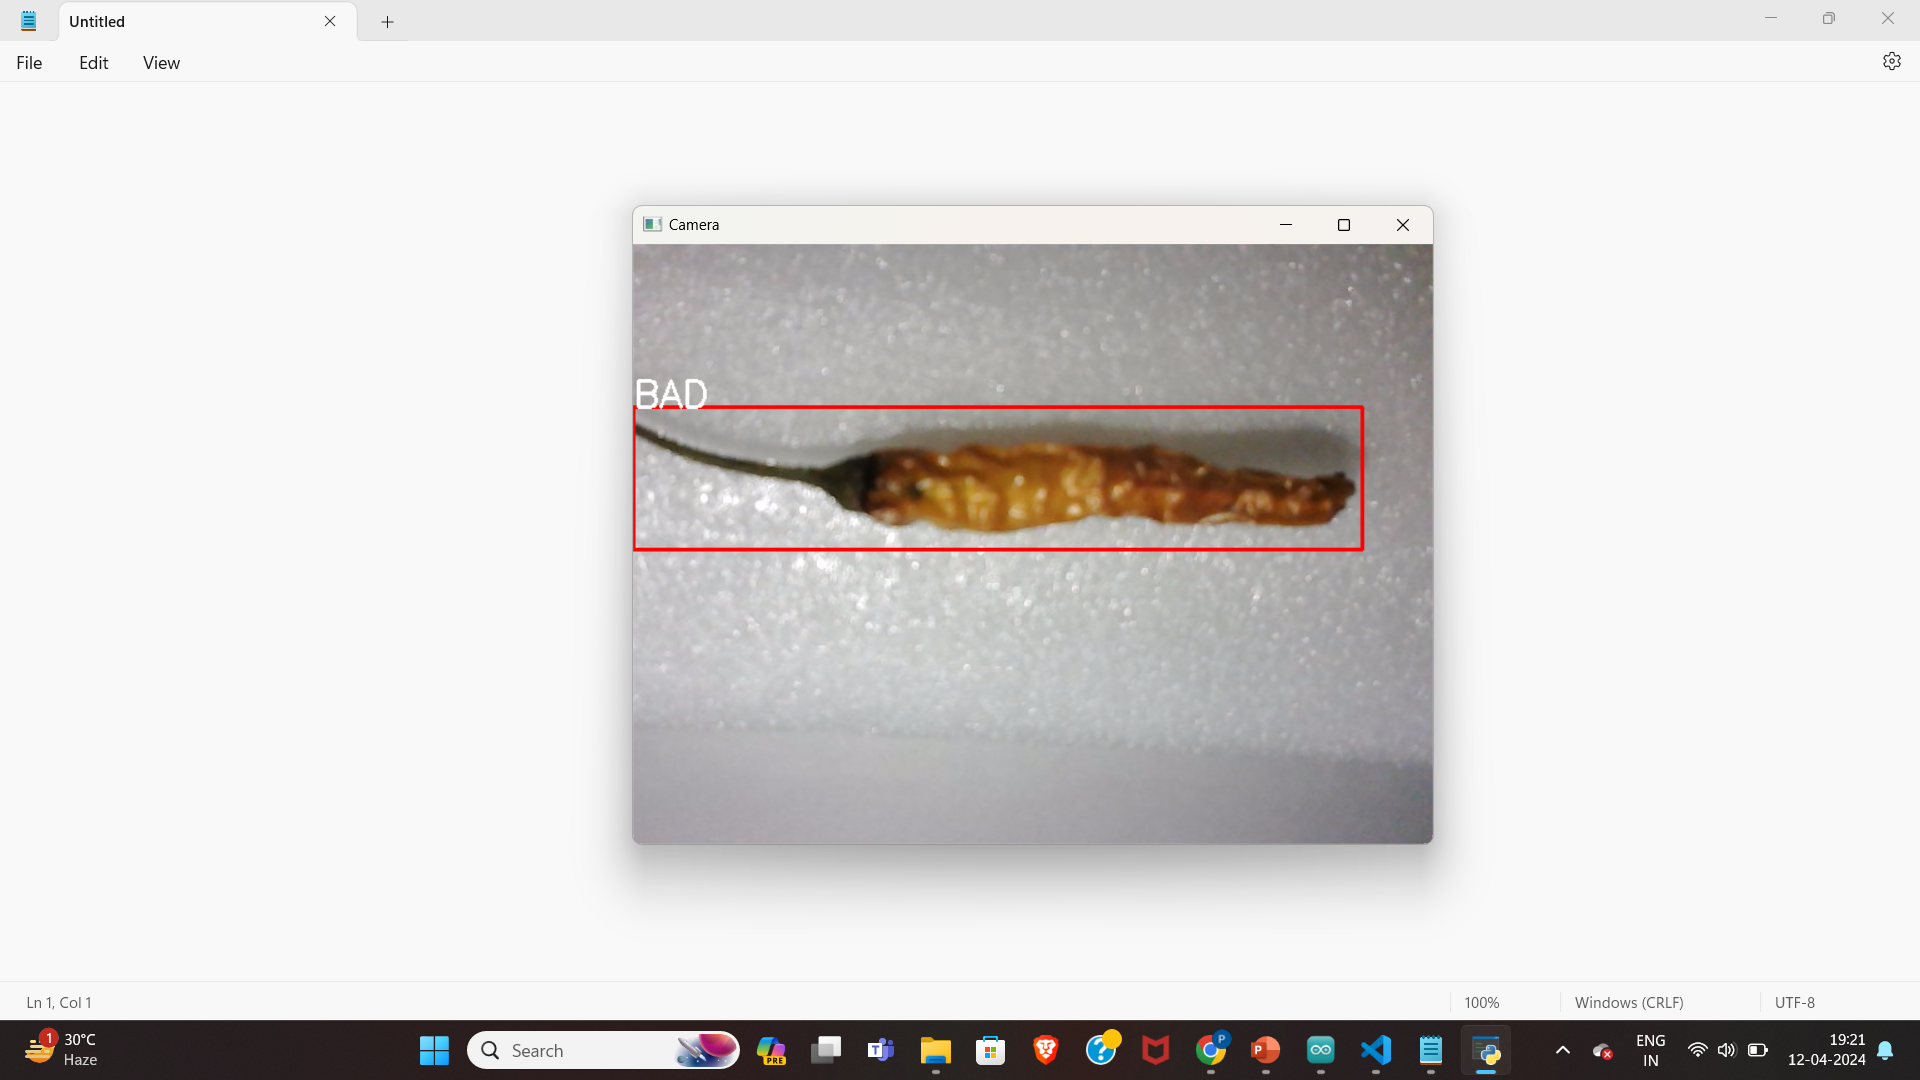 Untitled
File Edit View
Camera
BAD
Ln 1, Col 1 100% Windows (CRLF) UTF-8
1 30°C
Haze
Search
PRE
P
P
ENG
IN
19:21
12-04-2024